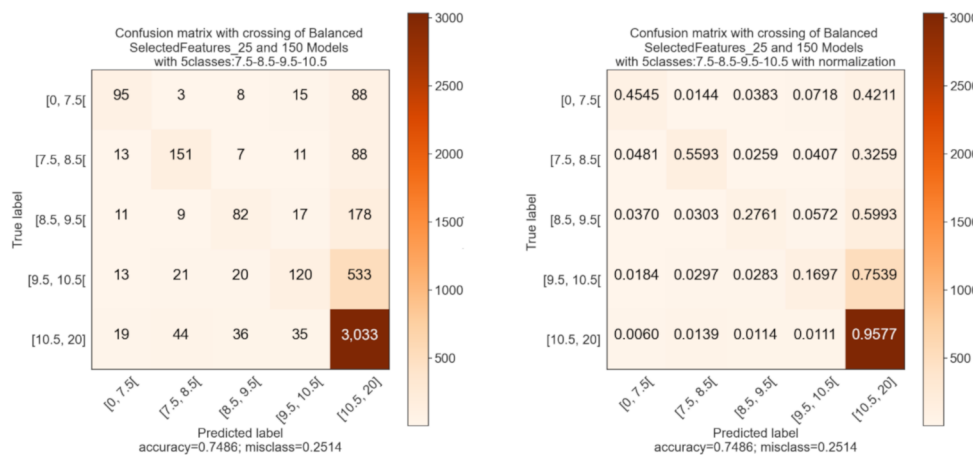 Confusion matrix with crossing of Balanced
SelectedFeatures_25 and 150 Models
with 5classes:7.5-8.5-9.5-10.5
True label
[0, 7.5[ 95 3 8 15 88
[7.5, 8.5[ 13 151 7 11 88
[8.5, 9.5[ 11 9 82 17 178
[9.5, 10.5[ 13 21 20 120 533
[10.5, 20] 19 44 36 35 3,033
[0, 7.5[ [7.5, 8.5[ [8.5, 9.5[ [9.5, 10.5[ [10.5, 20]
Predicted label
accuracy=0.7486; misclass=0.2514
3000
2500
2000
1500
1000
500
Confusion matrix with crossing of Balanced
SelectedFeatures_25 and 150 Models
with 5classes:7.5-8.5-9.5-10.5 with normalization
True label
[0, 7.5[ 0.4545 0.0144 0.0383 0.0718 0.4211
[7.5, 8.5[ 0.0481 0.5593 0.0259 0.0407 0.3259
[8.5, 9.5[ 0.0370 0.0303 0.2761 0.0572 0.5993
[9.5, 10.5[ 0.0184 0.0297 0.0283 0.1697 0.7539
[10.5, 20] 0.0060 0.0139 0.0114 0.0111 0.9577
[0, 7.5[ [7.5, 8.5[ [8.5, 9.5[ [9.5, 10.5[ [10.5, 20]
Predicted label
accuracy=0.7486; misclass=0.2514
3000
2500
2000
1500
1000
500